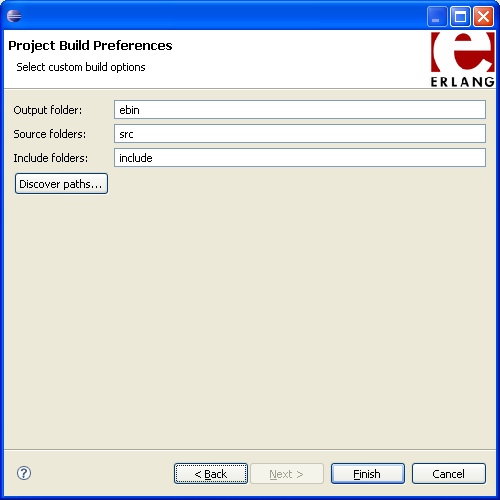 Project Build Preferences
Select custom build options
ERLANG
Output folder: ebin
Source folders: src
Include folders: include
Discover paths...
? < Back Next > Finish Cancel